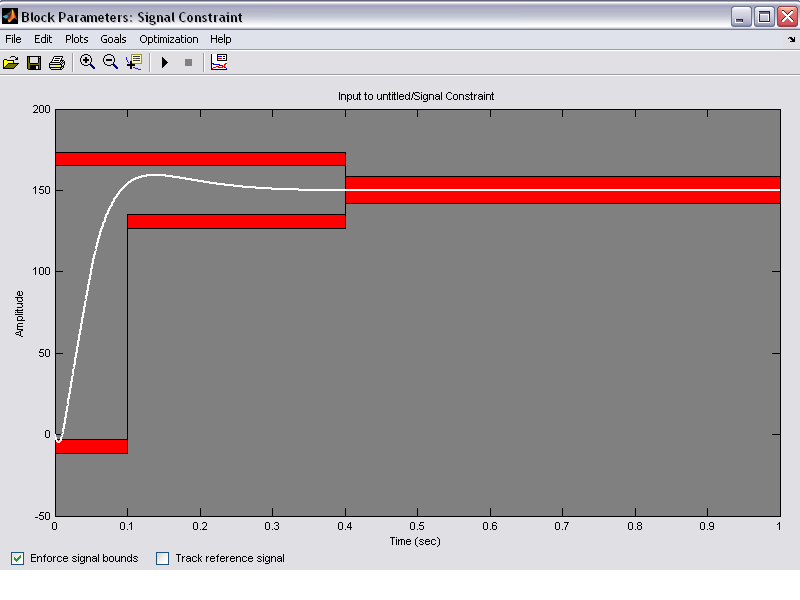 Block Parameters: Signal Constraint
File Edit Plots Goals Optimization Help
Input to untitled/Signal Constraint
200
150
100
50
0
-50
Amplitude
0 0.1 0.2 0.3 0.4 0.5 0.6 0.7 0.8 0.9 1
Time (sec)
Enforce signal bounds Track reference signal